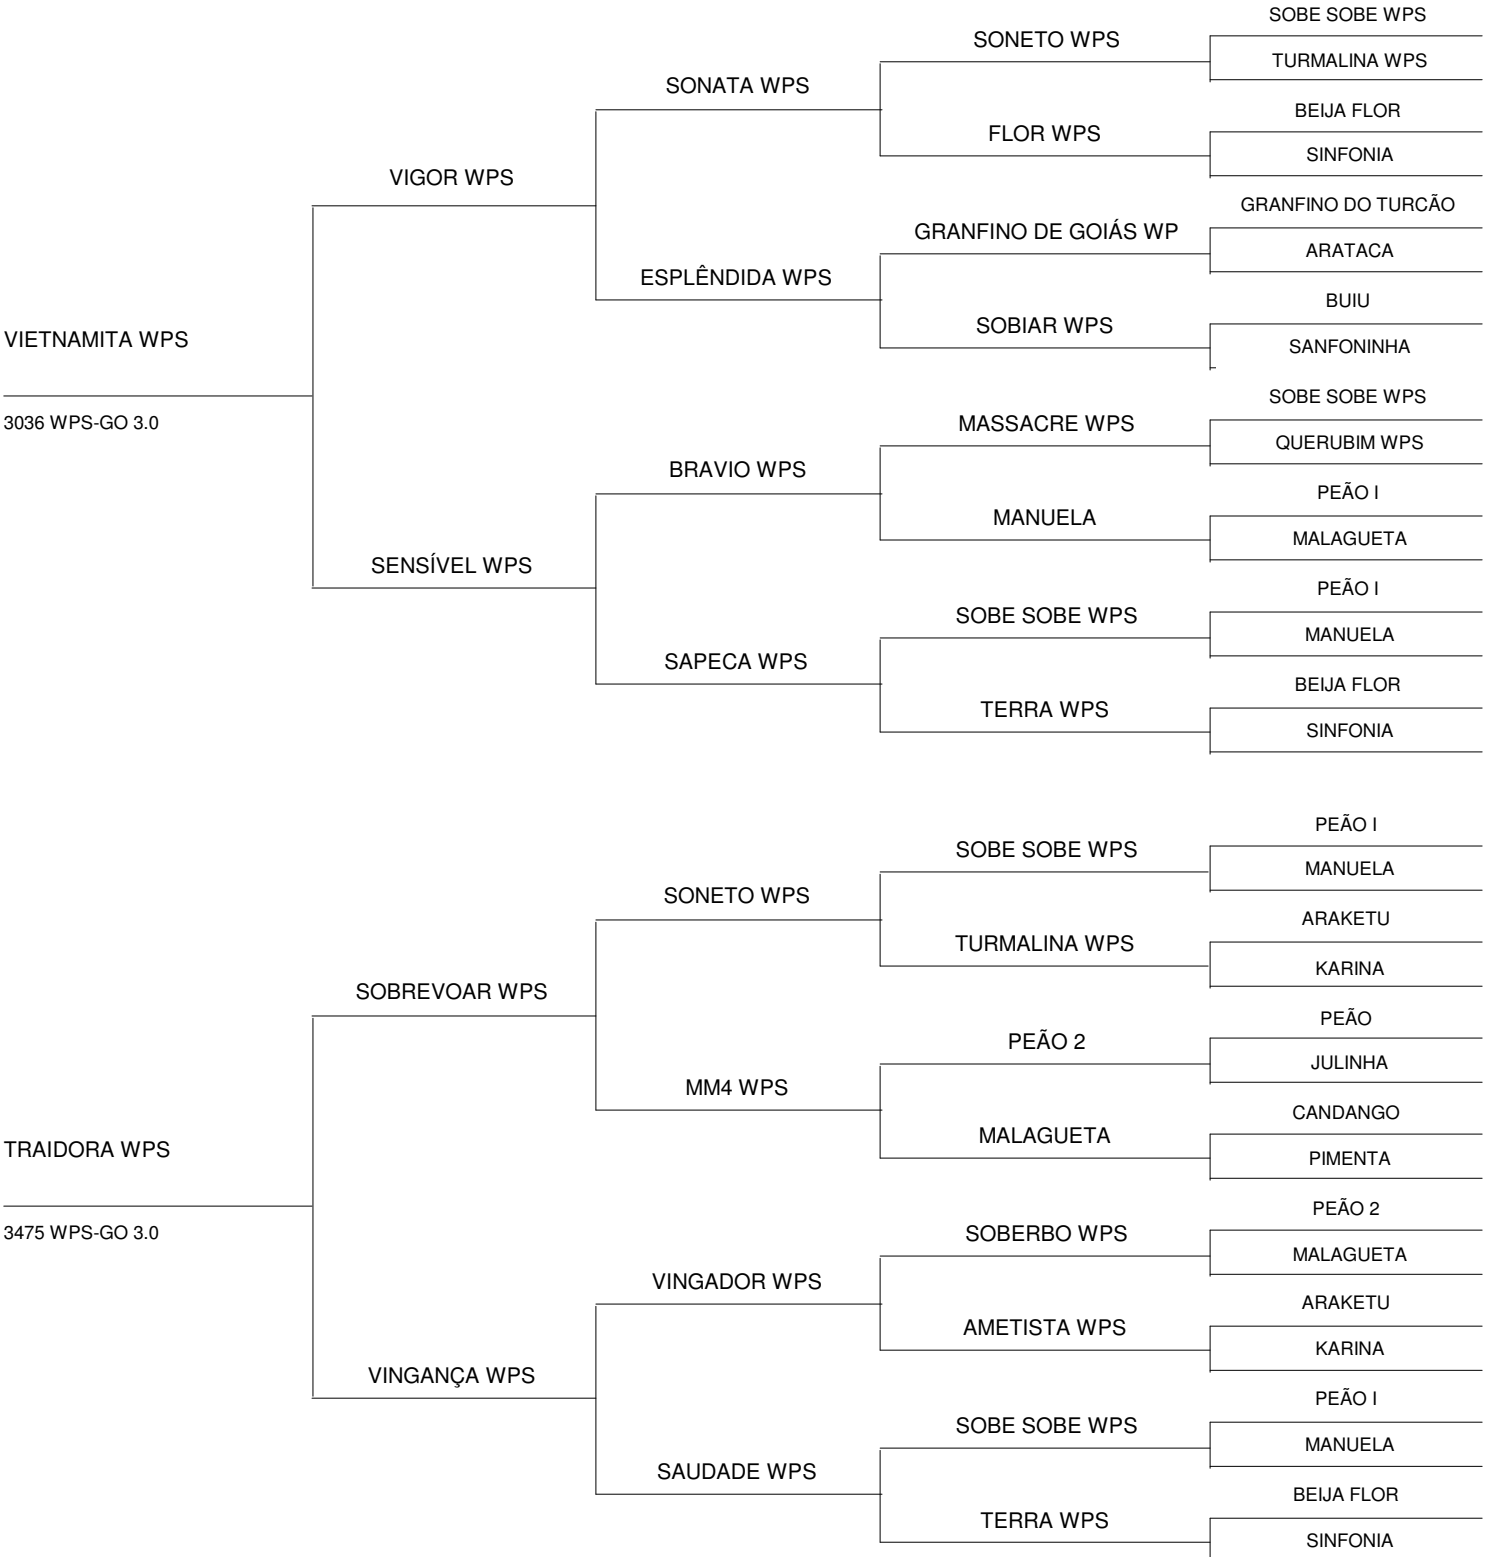 SOBE SOBE WPS
SONETO WPS
TURMALINA WPS
SONATA WPS
BEIJA FLOR
FLOR WPS
SINFONIA
VIGOR WPS
GRANFINO DO TURCÃO
GRANFINO DE GOIÁS WP
ARATACA
ESPLÊNDIDA WPS
BUIU
SOBIAR WPS
SANFONINHA
VIETNAMITA WPS
3036 WPS-GO 3.0
SOBE SOBE WPS
MASSACRE WPS
QUERUBIM WPS
BRAVIO WPS
PEÃO I
MANUELA
MALAGUETA
SENSÍVEL WPS
PEÃO I
SOBE SOBE WPS
MANUELA
SAPECA WPS
BEIJA FLOR
TERRA WPS
SINFONIA
PEÃO I
SOBE SOBE WPS
MANUELA
SONETO WPS
ARAKETU
TURMALINA WPS
KARINA
SOBREVOAR WPS
PEÃO
PEÃO 2
JULINHA
MM4 WPS
CANDANGO
MALAGUETA
PIMENTA
TRAIDORA WPS
3475 WPS-GO 3.0
PEÃO 2
SOBERBO WPS
MALAGUETA
VINGADOR WPS
ARAKETU
AMETISTA WPS
KARINA
VINGANÇA WPS
PEÃO I
SOBE SOBE WPS
MANUELA
SAUDADE WPS
BEIJA FLOR
TERRA WPS
SINFONIA